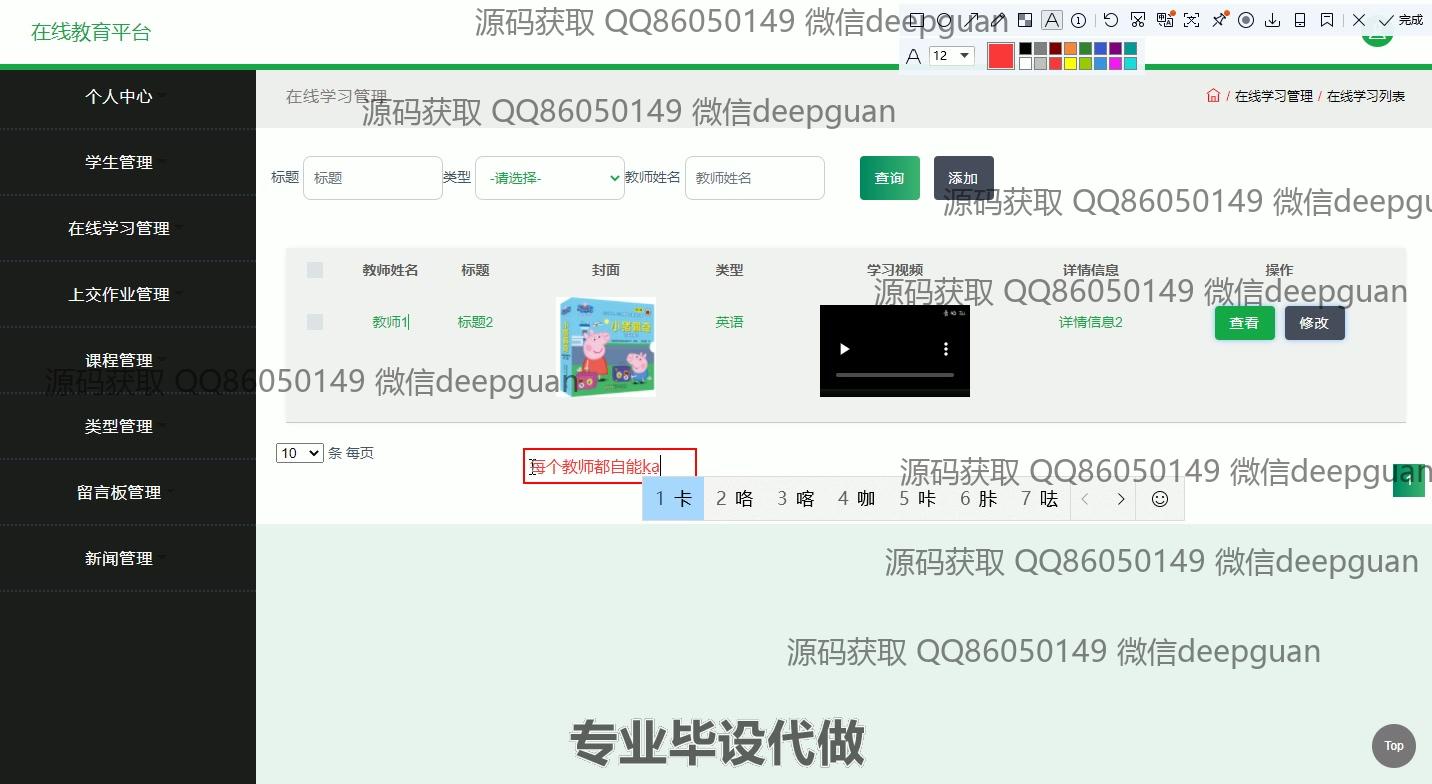 在线教育平台
源码获取 QQ86050149 微信deepguan
完成
12
个人中心
学生管理
在线学习管理
上交作业管理
课程管理
类型管理
留言板管理
新闻管理
在线学习管理
/ 在线学习管理 / 在线学习列表
源码获取 QQ86050149 微信deepguan
标题 标题 类型 -请选择- 教师姓名 教师姓名 查询 添加
源码获取 QQ86050149 微信deepgu
教师姓名 标题 封面 类型 学习视频 详情信息 操作
源码获取 QQ86050149 微信deepguan
教师1 标题2 英语 详情信息2 查看 修改
小猪佩奇
源码获取 QQ86050149 微信deepguan
10 条 每页
每个教师都自能ka
源码获取 QQ86050149 微信deepguan
1 卡 2 咯 3 喀 4 咖 5 咔 6 胩 7 呿
源码获取 QQ86050149 微信deepguan
源码获取 QQ86050149 微信deepguan
专业毕设代做
Top